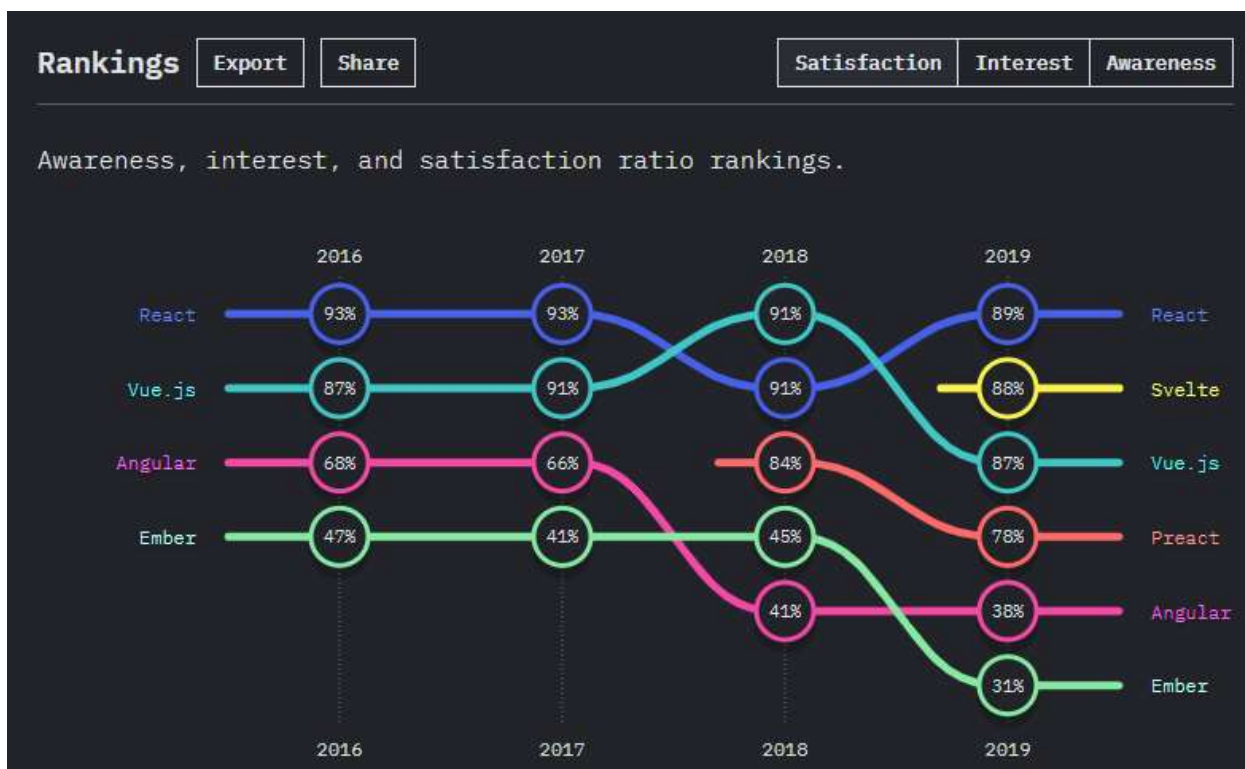 Rankings Export Share Satisfaction Interest Awareness
Awareness, interest, and satisfaction ratio rankings.
2016 2017 2018 2019
React 93% 93% 91% 89% React
Vue.js 87% 91% 91% 88% Svelte
Angular 68% 66% 84% 87% Vue.js
Ember 47% 41% 45% 78% Preact
41% 38% Angular
31% Ember
2016 2017 2018 2019